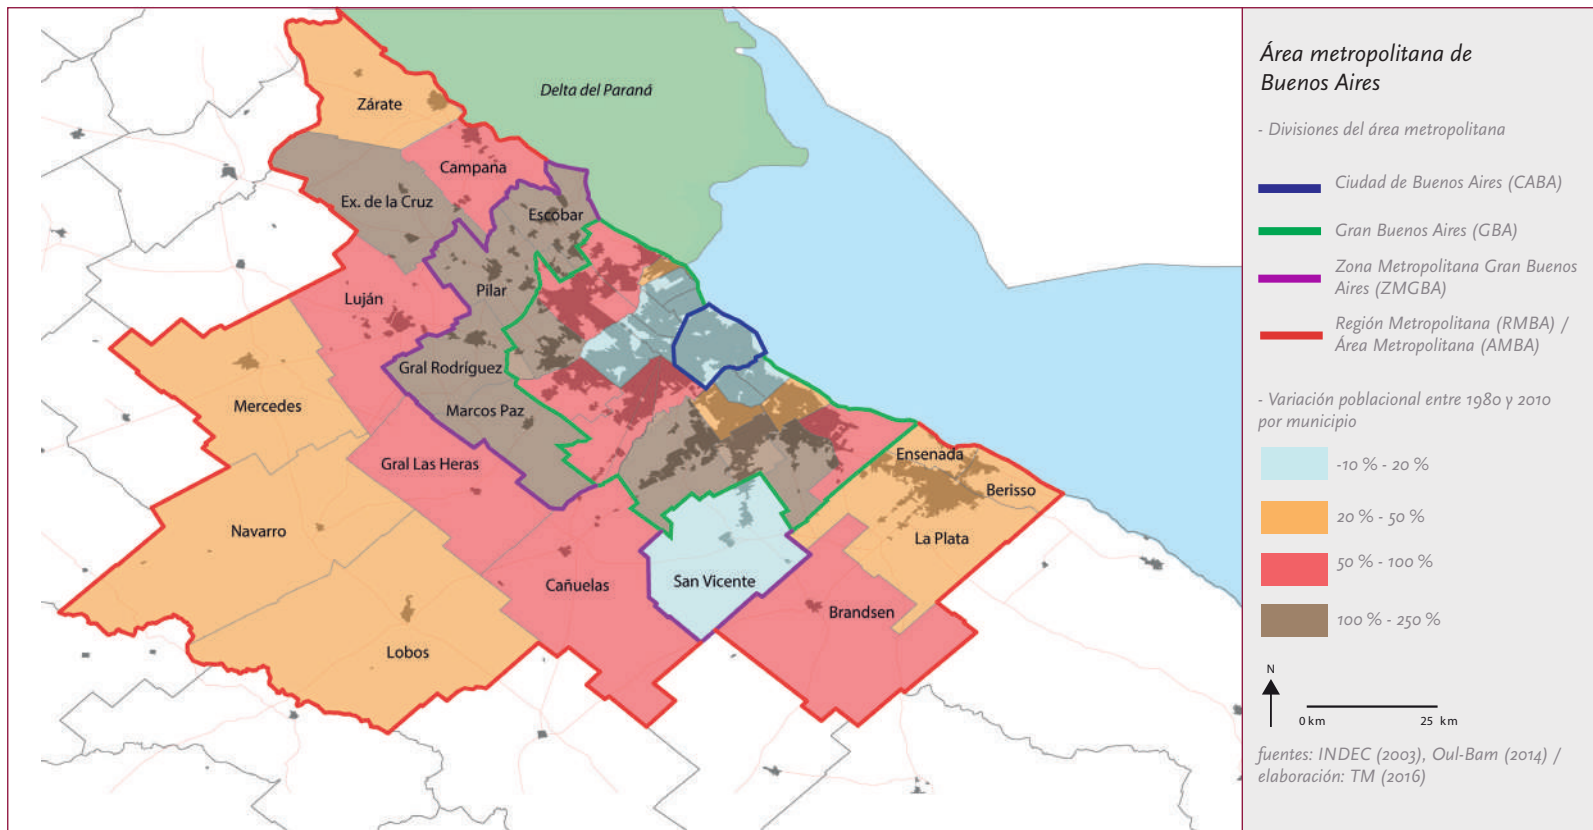 Delta del Paraná
Zárate
Campana
Ex. de la Cruz
Escobar
Luján
Pilar
Gral Rodríguez
Mercedes
Marcos Paz
Gral Las Heras
Ensenada
Berisso
Navarro
La Plata
San Vicente
Cañuelas
Brandsen
Lobos
Área metropolitana de
Buenos Aires
- Divisiones del área metropolitana
Ciudad de Buenos Aires (CABA)
Gran Buenos Aires (GBA)
Zona Metropolitana Gran Buenos
Aires (ZMGBA)
Región Metropolitana (RMBA) /
Área Metropolitana (AMBA)
- Variación poblacional entre 1980 y 2010
por municipio
-10 % - 20 %
20 % - 50 %
50 % - 100 %
100 % - 250 %
N
0 km 25 km
fuentes: INDEC (2003), Oul-Bam (2014) /
elaboración: TM (2016)